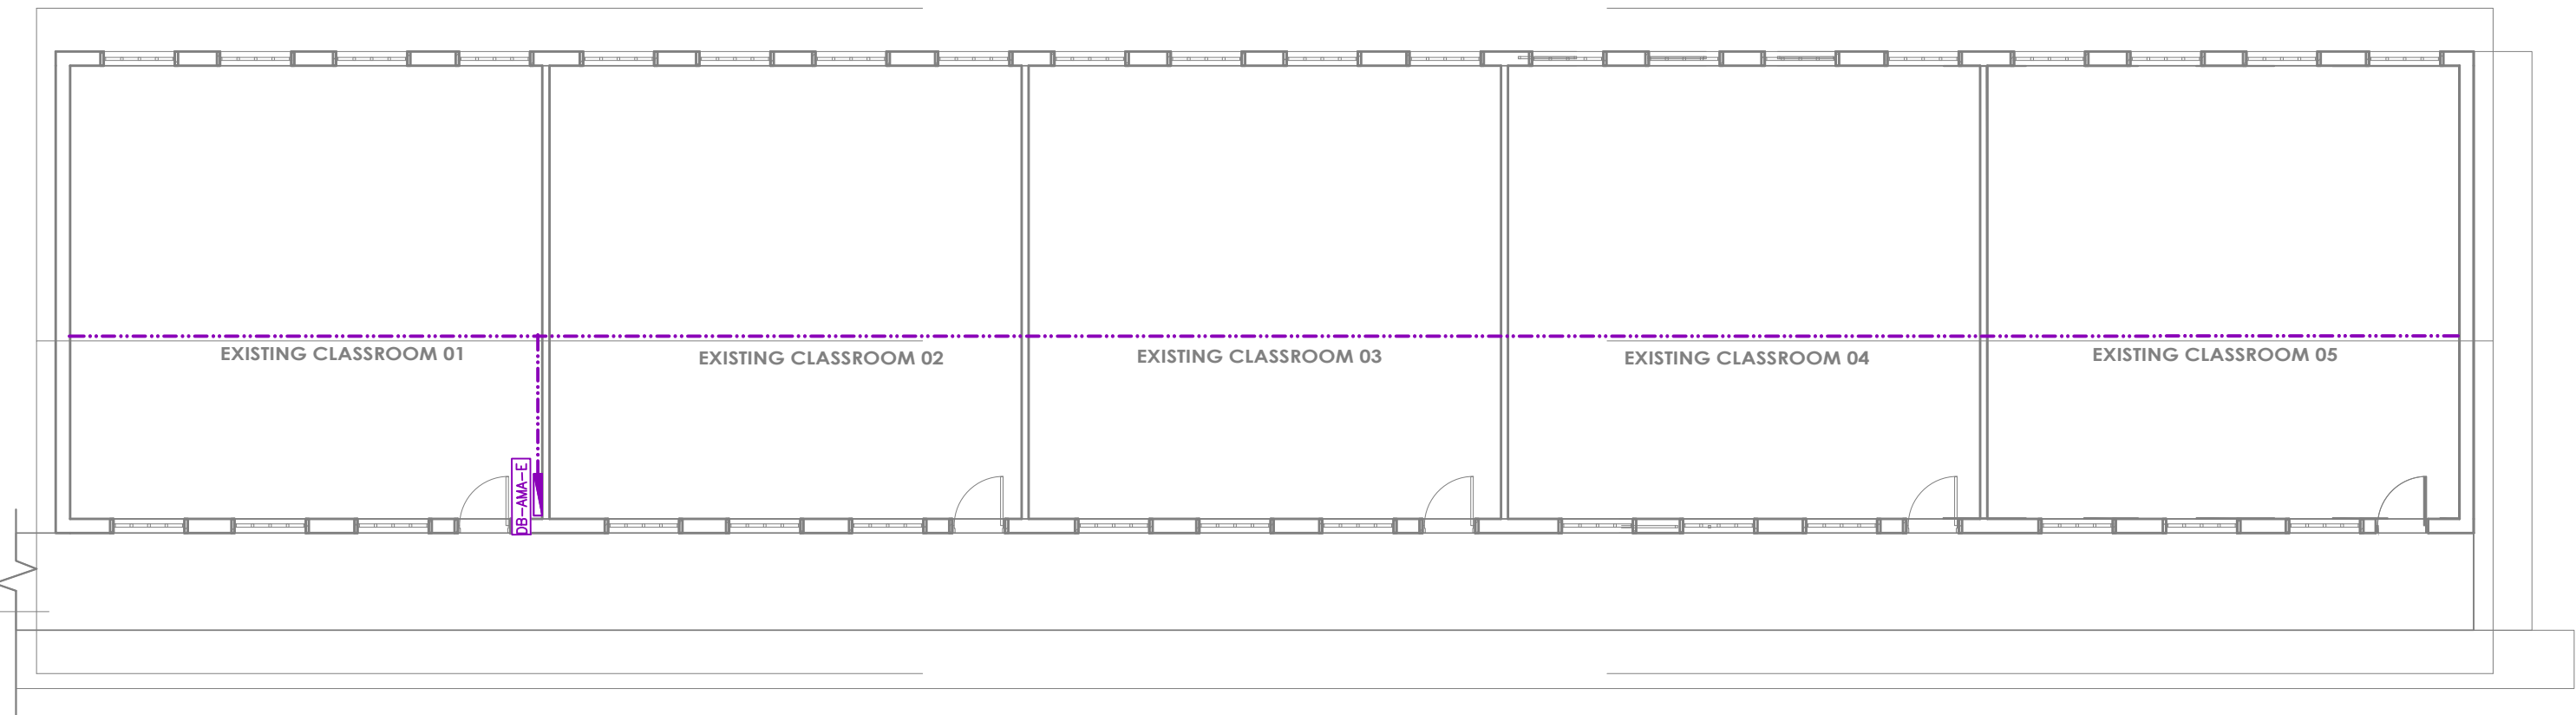 EXISTING CLASSROOM 01
EXISTING CLASSROOM 02
EXISTING CLASSROOM 03
EXISTING CLASSROOM 04
EXISTING CLASSROOM 05
DB-AMA-E